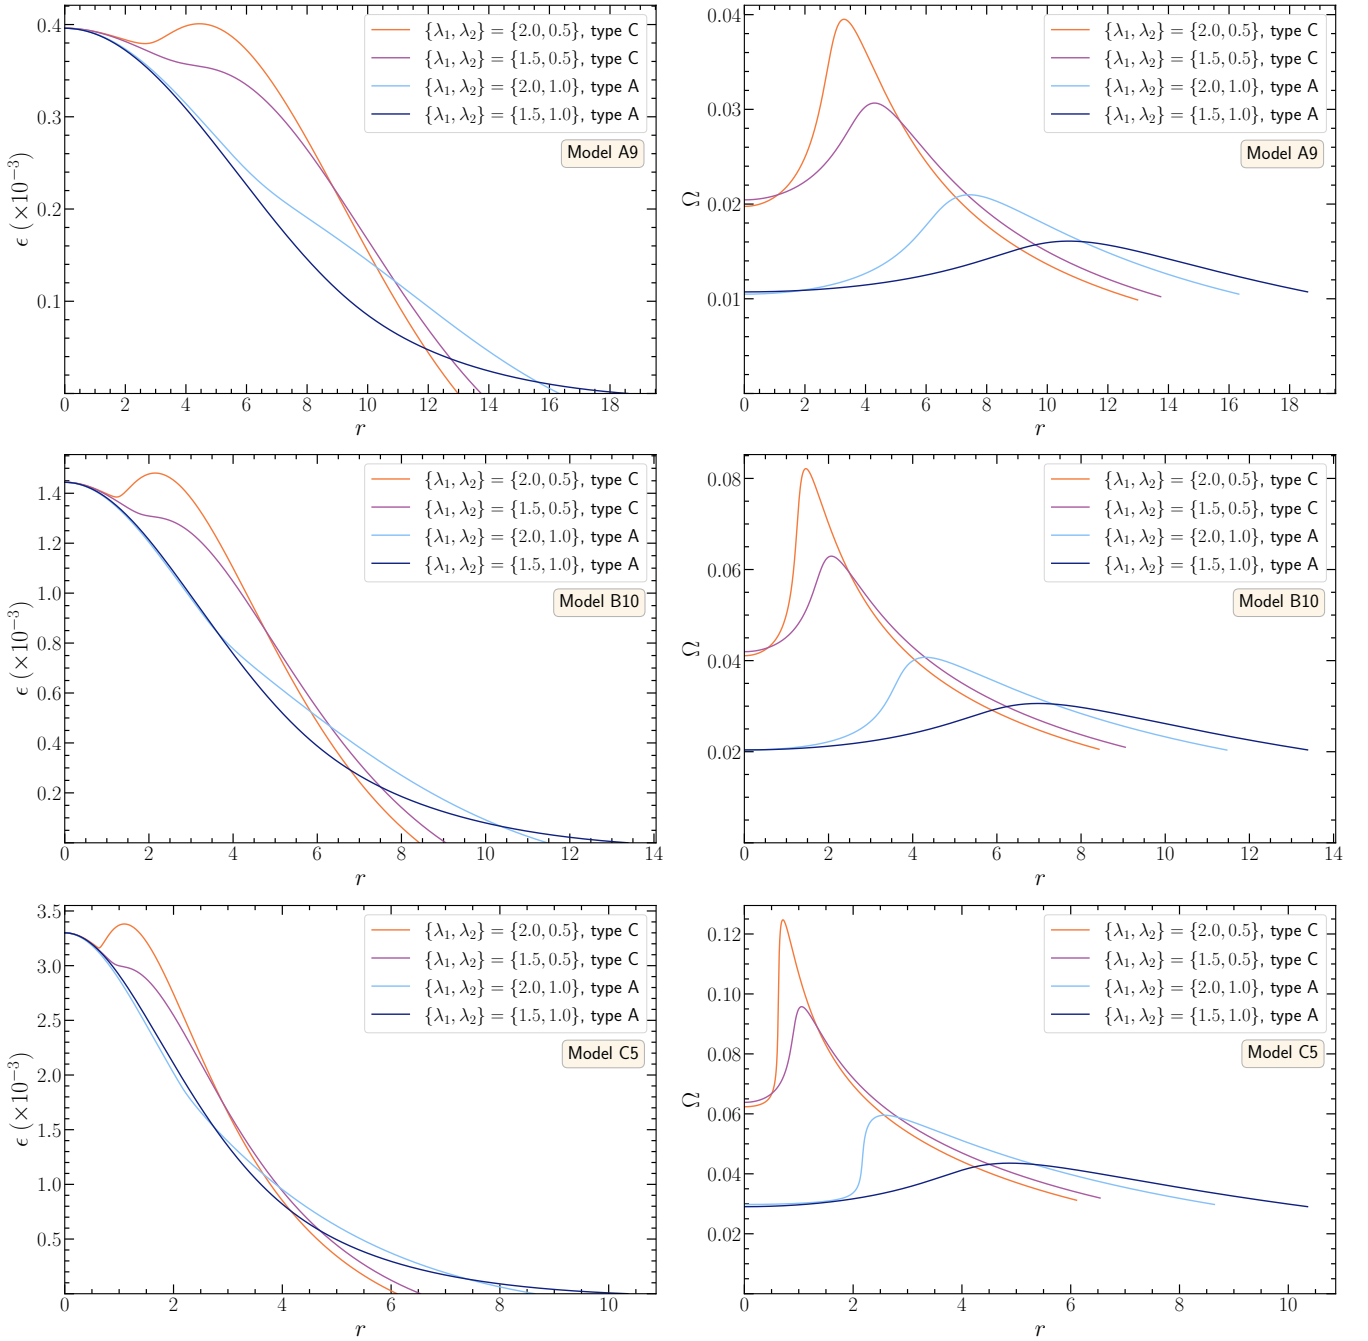 ϵ (×10⁻³)
0.4
0.3
0.2
0.1
0 2 4 6 8 10 12 14 16 18
r
{λ₁, λ₂} = {2.0, 0.5}, type C
{λ₁, λ₂} = {1.5, 0.5}, type C
{λ₁, λ₂} = {2.0, 1.0}, type A
{λ₁, λ₂} = {1.5, 1.0}, type A
Model A9
Ω
0.04
0.03
0.02
0.01
0 2 4 6 8 10 12 14 16 18
r
{λ₁, λ₂} = {2.0, 0.5}, type C
{λ₁, λ₂} = {1.5, 0.5}, type C
{λ₁, λ₂} = {2.0, 1.0}, type A
{λ₁, λ₂} = {1.5, 1.0}, type A
Model A9
ϵ (×10⁻³)
1.4
1.2
1.0
0.8
0.6
0.4
0.2
0 2 4 6 8 10 12 14
r
{λ₁, λ₂} = {2.0, 0.5}, type C
{λ₁, λ₂} = {1.5, 0.5}, type C
{λ₁, λ₂} = {2.0, 1.0}, type A
{λ₁, λ₂} = {1.5, 1.0}, type A
Model B10
Ω
0.08
0.06
0.04
0.02
0 2 4 6 8 10 12 14
r
{λ₁, λ₂} = {2.0, 0.5}, type C
{λ₁, λ₂} = {1.5, 0.5}, type C
{λ₁, λ₂} = {2.0, 1.0}, type A
{λ₁, λ₂} = {1.5, 1.0}, type A
Model B10
ϵ (×10⁻³)
3.5
3.0
2.5
2.0
1.5
1.0
0.5
0 2 4 6 8 10
r
{λ₁, λ₂} = {2.0, 0.5}, type C
{λ₁, λ₂} = {1.5, 0.5}, type C
{λ₁, λ₂} = {2.0, 1.0}, type A
{λ₁, λ₂} = {1.5, 1.0}, type A
Model C5
Ω
0.12
0.10
0.08
0.06
0.04
0.02
0 2 4 6 8 10
r
{λ₁, λ₂} = {2.0, 0.5}, type C
{λ₁, λ₂} = {1.5, 0.5}, type C
{λ₁, λ₂} = {2.0, 1.0}, type A
{λ₁, λ₂} = {1.5, 1.0}, type A
Model C5